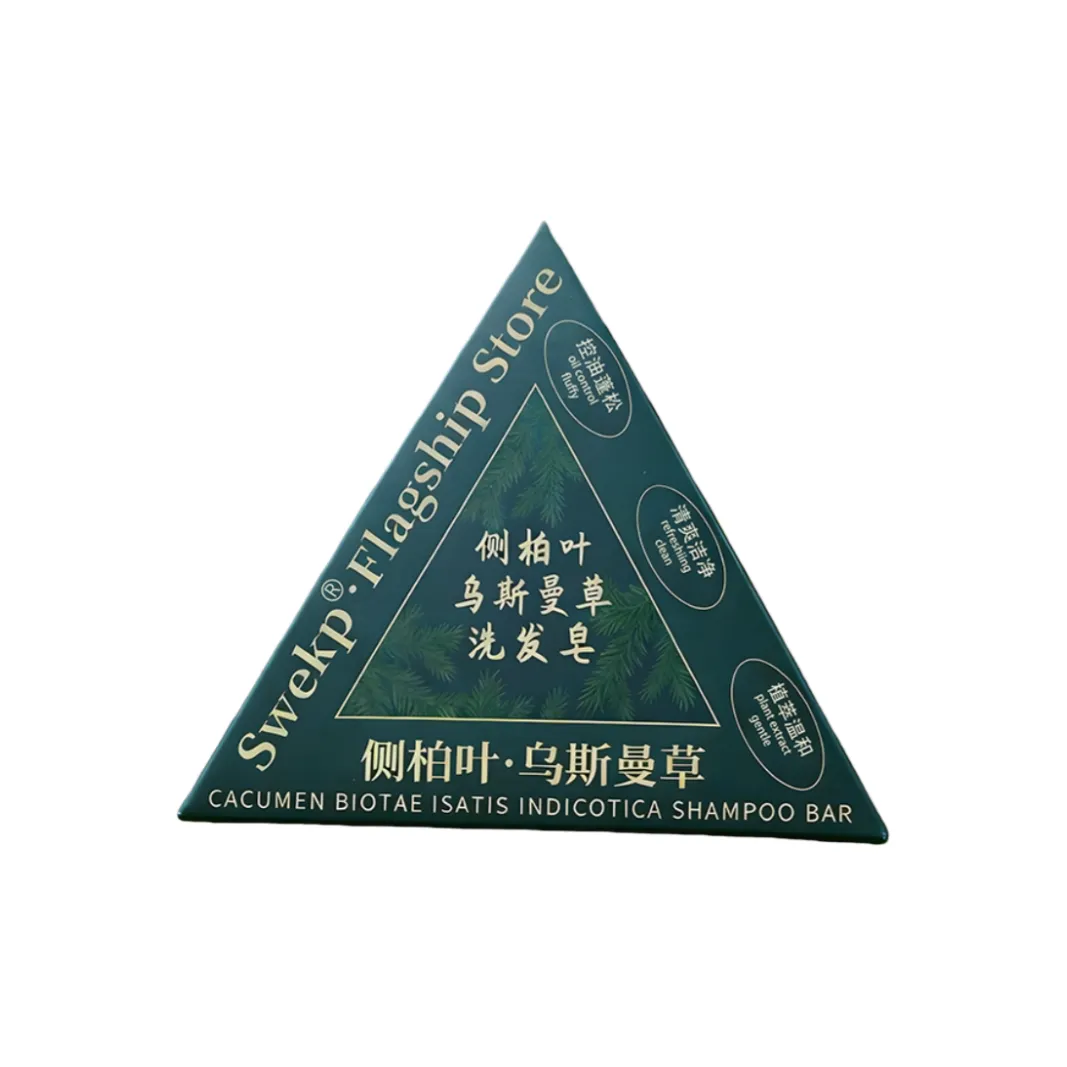 Swekp®·Flagship Store
控油蓬松
oil control
fluffy
清爽洁净
refreshiing
clean
植萃温和
plant extract
gentle
侧柏叶
乌斯曼草
洗发皂
侧柏叶·乌斯曼草
CACUMEN BIOTAE ISATIS INDICOTICA SHAMPOO BAR